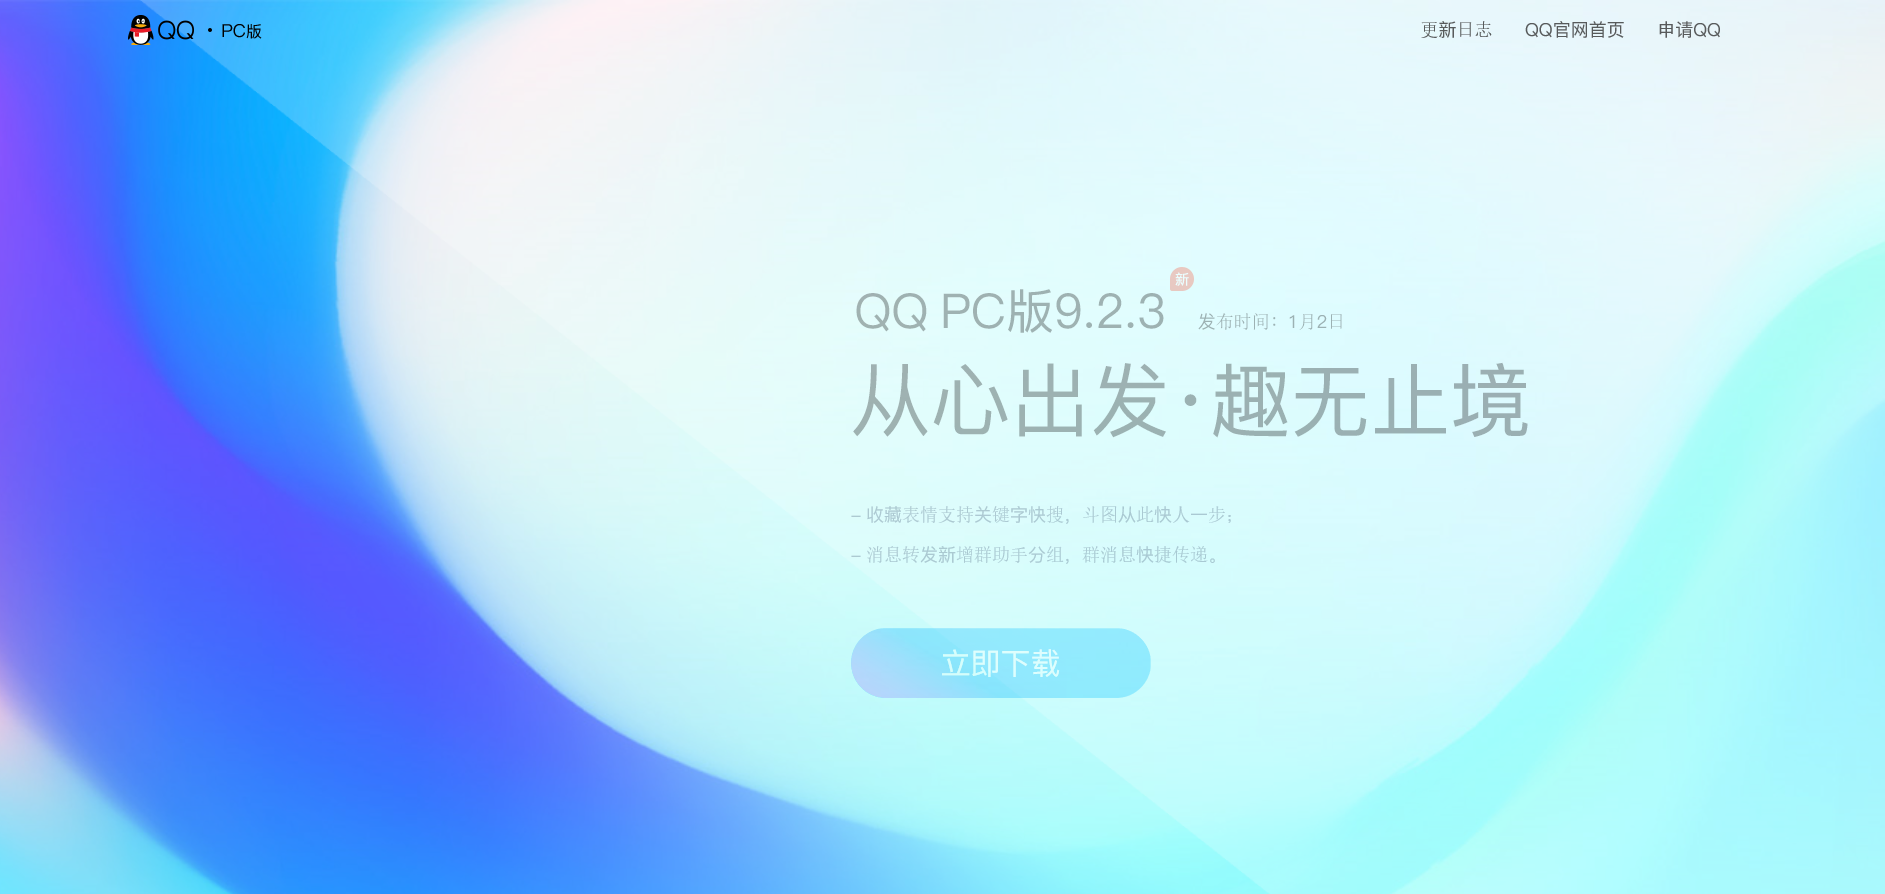 QQ · PC版
更新日志 QQ官网首页 申请QQ
QQ PC版9.2.3 新 发布时间：1月2日
从心出发·趣无止境
– 收藏表情支持关键字快搜，斗图从此快人一步；
– 消息转发新增群助手分组，群消息快捷传递。
立即下载